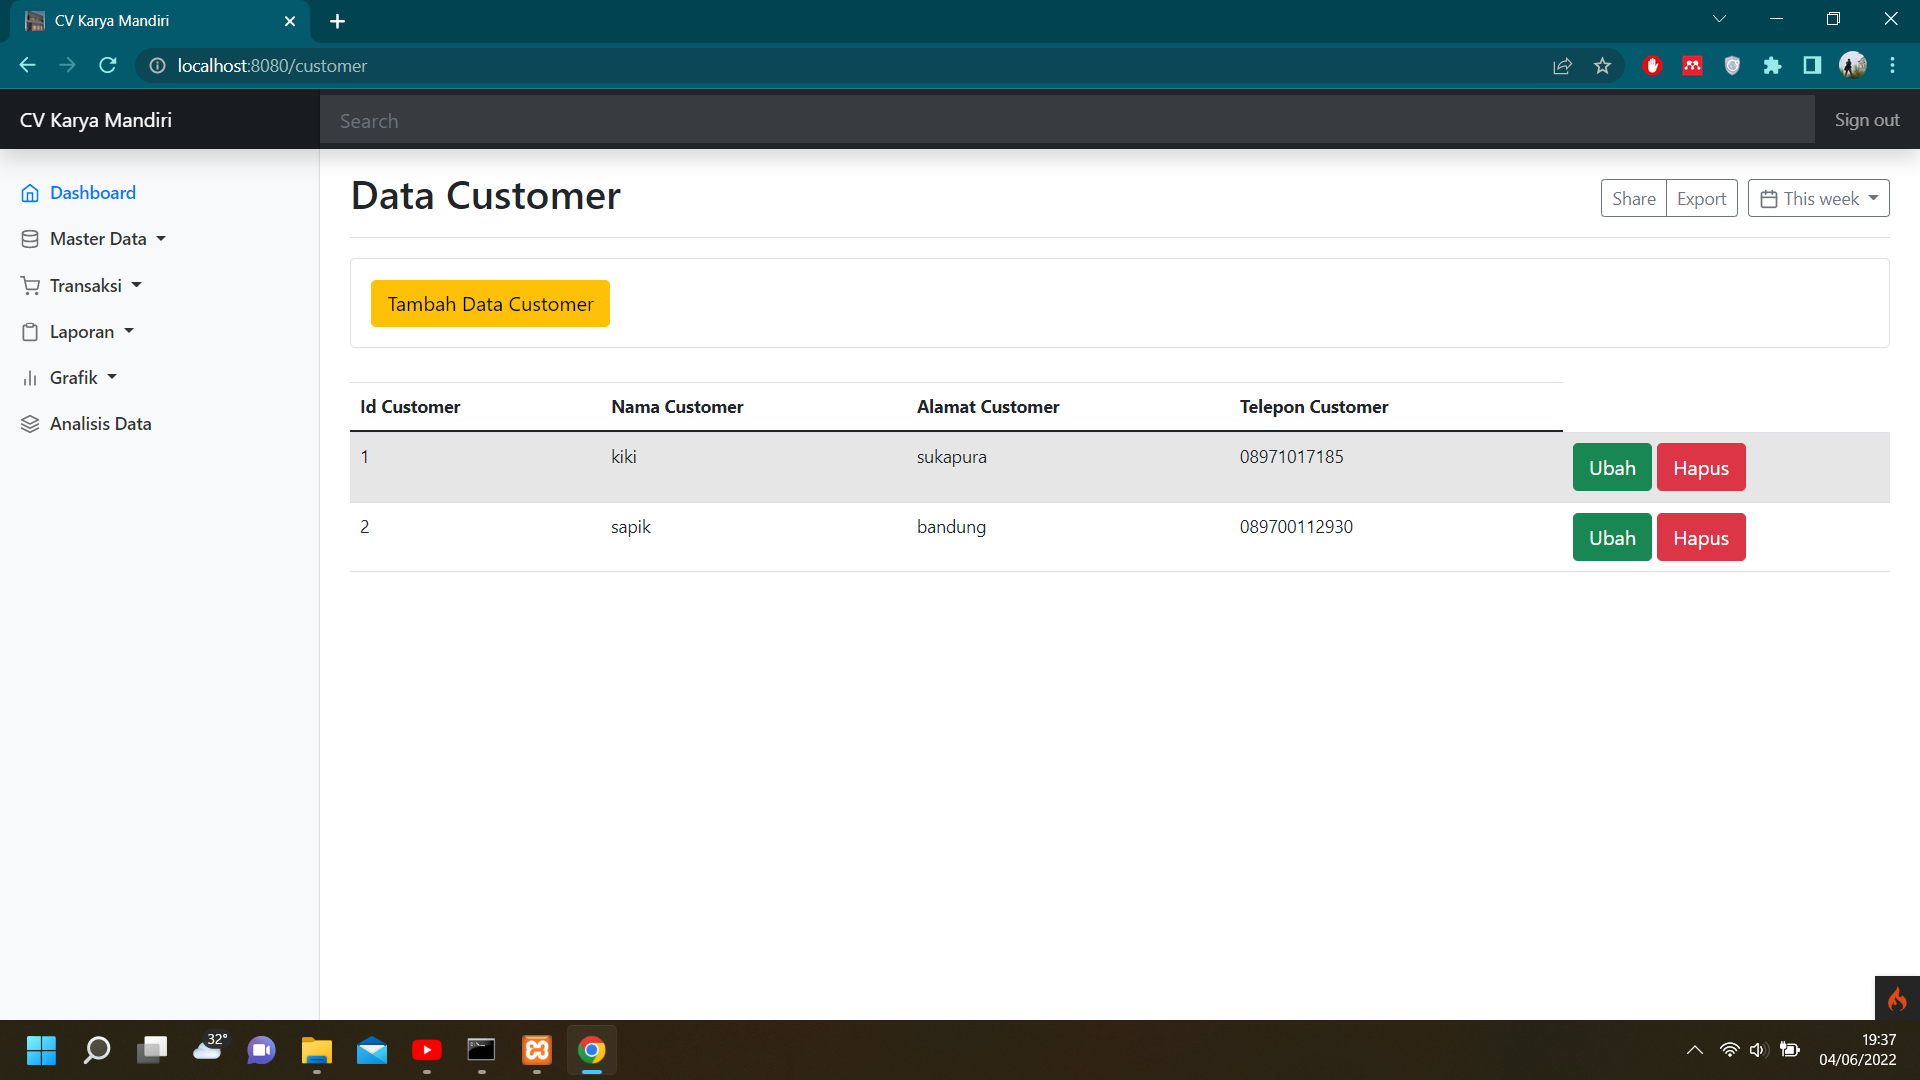 CV Karya Mandiri
localhost:8080/customer
CV Karya Mandiri
Search
Sign out
Dashboard
Master Data
Transaksi
Laporan
Grafik
Analisis Data
Data Customer
Share
Export
This week
Tambah Data Customer
Id Customer Nama Customer Alamat Customer Telepon Customer
1 kiki sukapura 08971017185 Ubah Hapus
2 sapik bandung 089700112930 Ubah Hapus
32°
19:37
04/06/2022